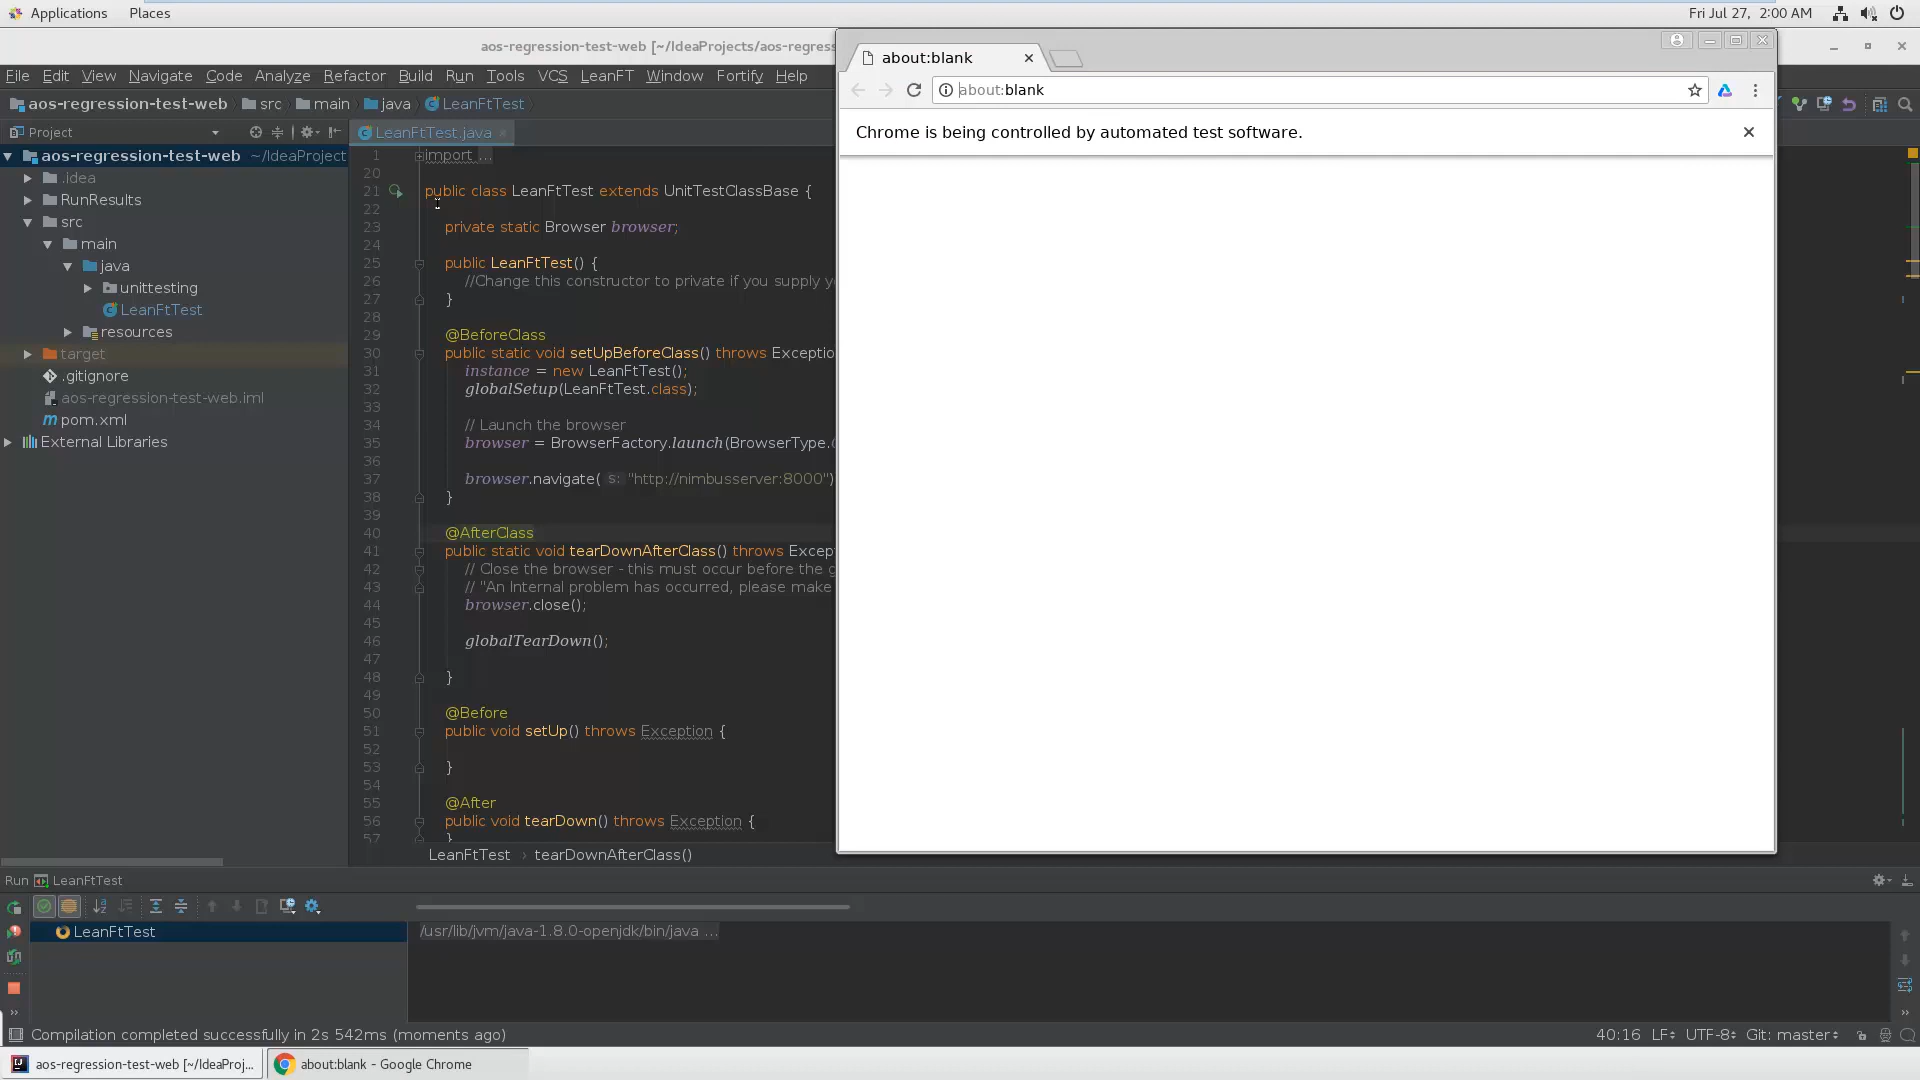 Applications Places
Fri Jul 27, 2:00 AM
aos-regression-test-web [~/IdeaProjects/aos-regress
File Edit View Navigate Code Analyze Refactor Build Run Tools VCS LeanFT Window Fortify Help
aos-regression-test-web src main java LeanFtTest
Project
aos-regression-test-web ~/IdeaProject
.idea
RunResults
src
main
java
unittesting
LeanFtTest
resources
target
.gitignore
aos-regression-test-web.iml
pom.xml
External Libraries
LeanFtTest.java
1 import ...
20
21 public class LeanFtTest extends UnitTestClassBase {
22
23 private static Browser browser;
24
25 public LeanFtTest() {
26 //Change this constructor to private if you supply y
27 }
28
29 @BeforeClass
30 public static void setUpBeforeClass() throws Exceptio
31 instance = new LeanFtTest();
32 globalSetup(LeanFtTest.class);
33
34 // Launch the browser
35 browser = BrowserFactory.launch(BrowserType.
36
37 browser.navigate( s: "http://nimbusserver:8000")
38 }
39
40 @AfterClass
41 public static void tearDownAfterClass() throws Excep
42 // Close the browser - this must occur before the g
43 // "An Internal problem has occurred, please make
44 browser.close();
45
46 globalTearDown();
47
48 }
49
50 @Before
51 public void setUp() throws Exception {
52
53 }
54
55 @After
56 public void tearDown() throws Exception {
57 }
LeanFtTest › tearDownAfterClass()
about:blank
about:blank
Chrome is being controlled by automated test software.
Run LeanFtTest
LeanFtTest
/usr/lib/jvm/java-1.8.0-openjdk/bin/java ...
Compilation completed successfully in 2s 542ms (moments ago)
40:16 LF UTF-8 Git: master
aos-regression-test-web [~/IdeaProj...
about:blank - Google Chrome